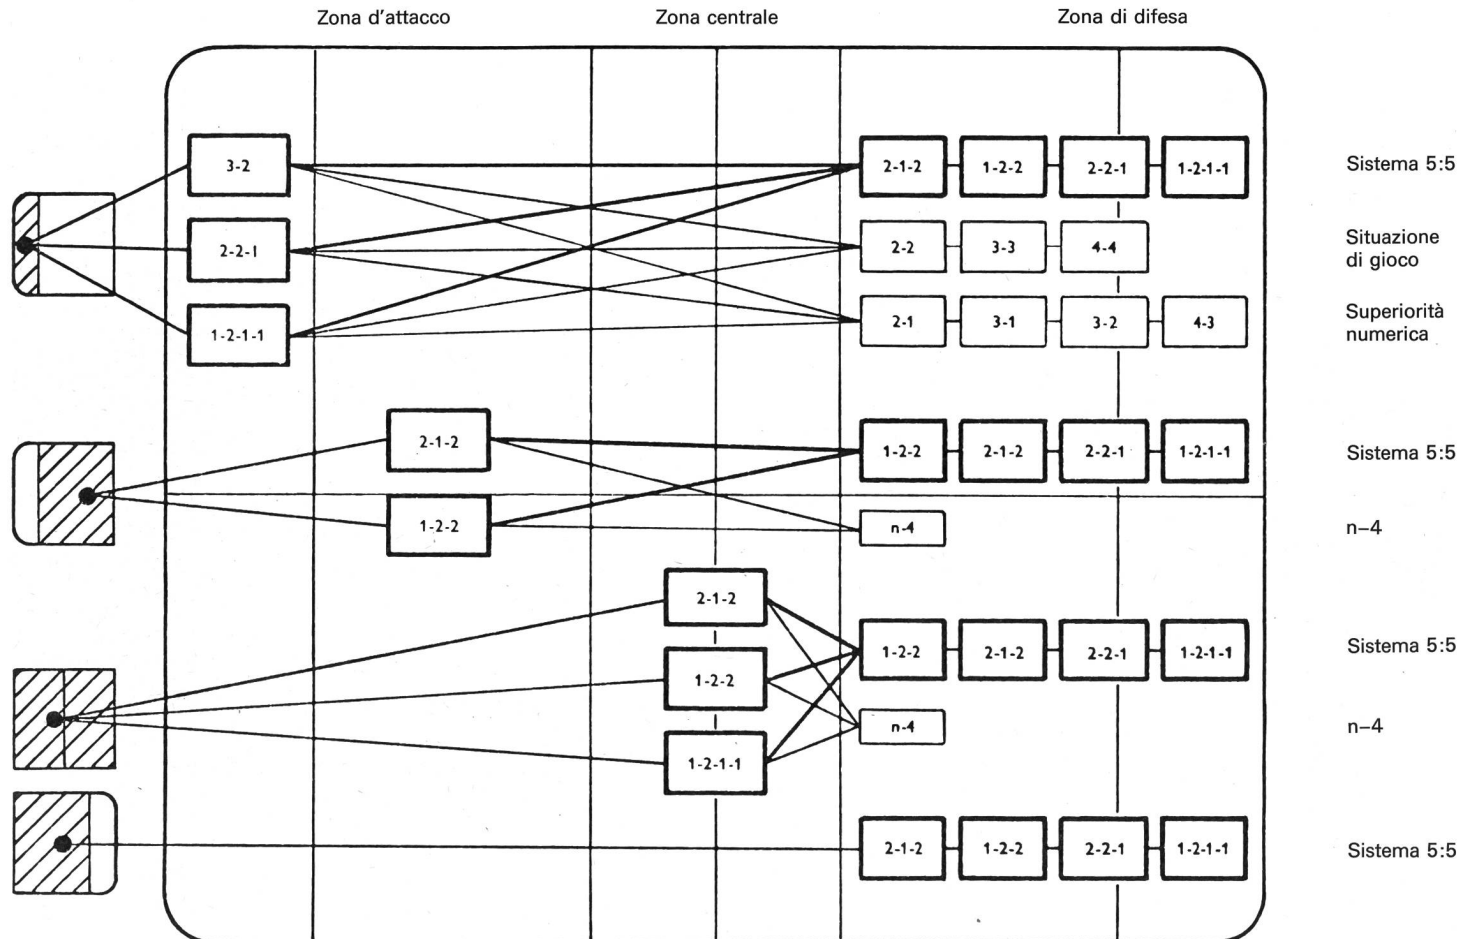 Zona d'attacco Zona centrale Zona di difesa
3-2 2-1-2 1-2-2 2-2-1 1-2-1-1 Sistema 5:5
2-2-1 2-2 3-3 4-4 Situazione
di gioco
1-2-1-1 2-1 3-1 3-2 4-3 Superiorità
numerica
2-1-2 1-2-2 2-1-2 2-2-1 1-2-1-1 Sistema 5:5
1-2-2 n-4 n–4
2-1-2
1-2-2 1-2-2 2-1-2 2-2-1 1-2-1-1 Sistema 5:5
n-4 n–4
1-2-1-1
2-1-2 1-2-2 2-2-1 1-2-1-1 Sistema 5:5